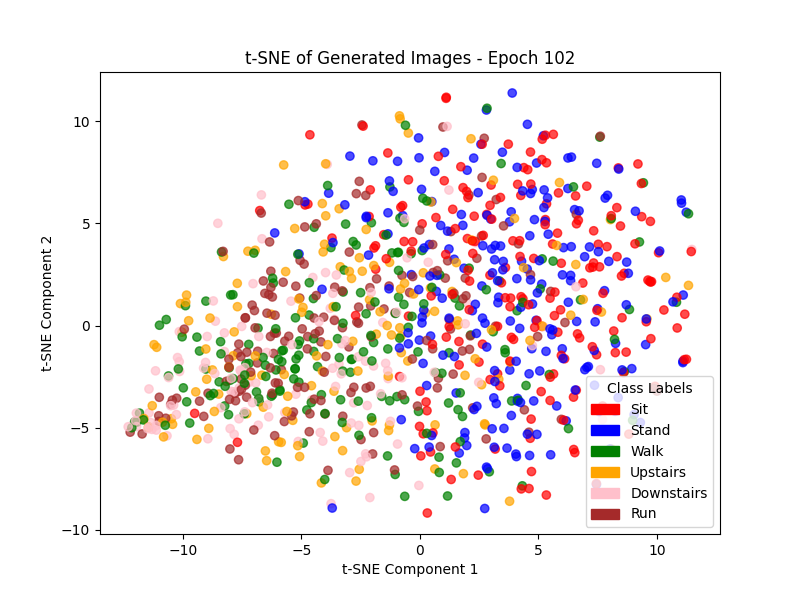 t-SNE of Generated Images - Epoch 102
t-SNE Component 2
10
5
0
−5
−10
−10
−5
0
5
10
t-SNE Component 1
Class Labels
Sit
Stand
Walk
Upstairs
Downstairs
Run